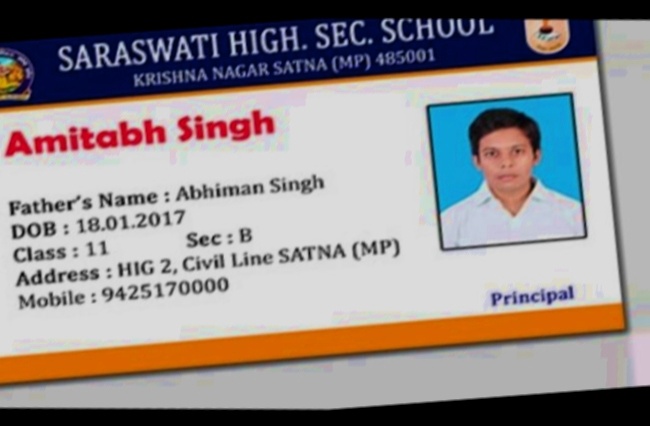 SARASWATI HIGH. SEC. SCHOOL
KRISHNA NAGAR SATNA (MP) 485001
Amitabh Singh
Father's Name : Abhiman Singh
DOB : 18.01.2017
Class : 11 Sec : B
Address : HIG 2, Civil Line SATNA (MP)
Mobile : 9425170000
Principal